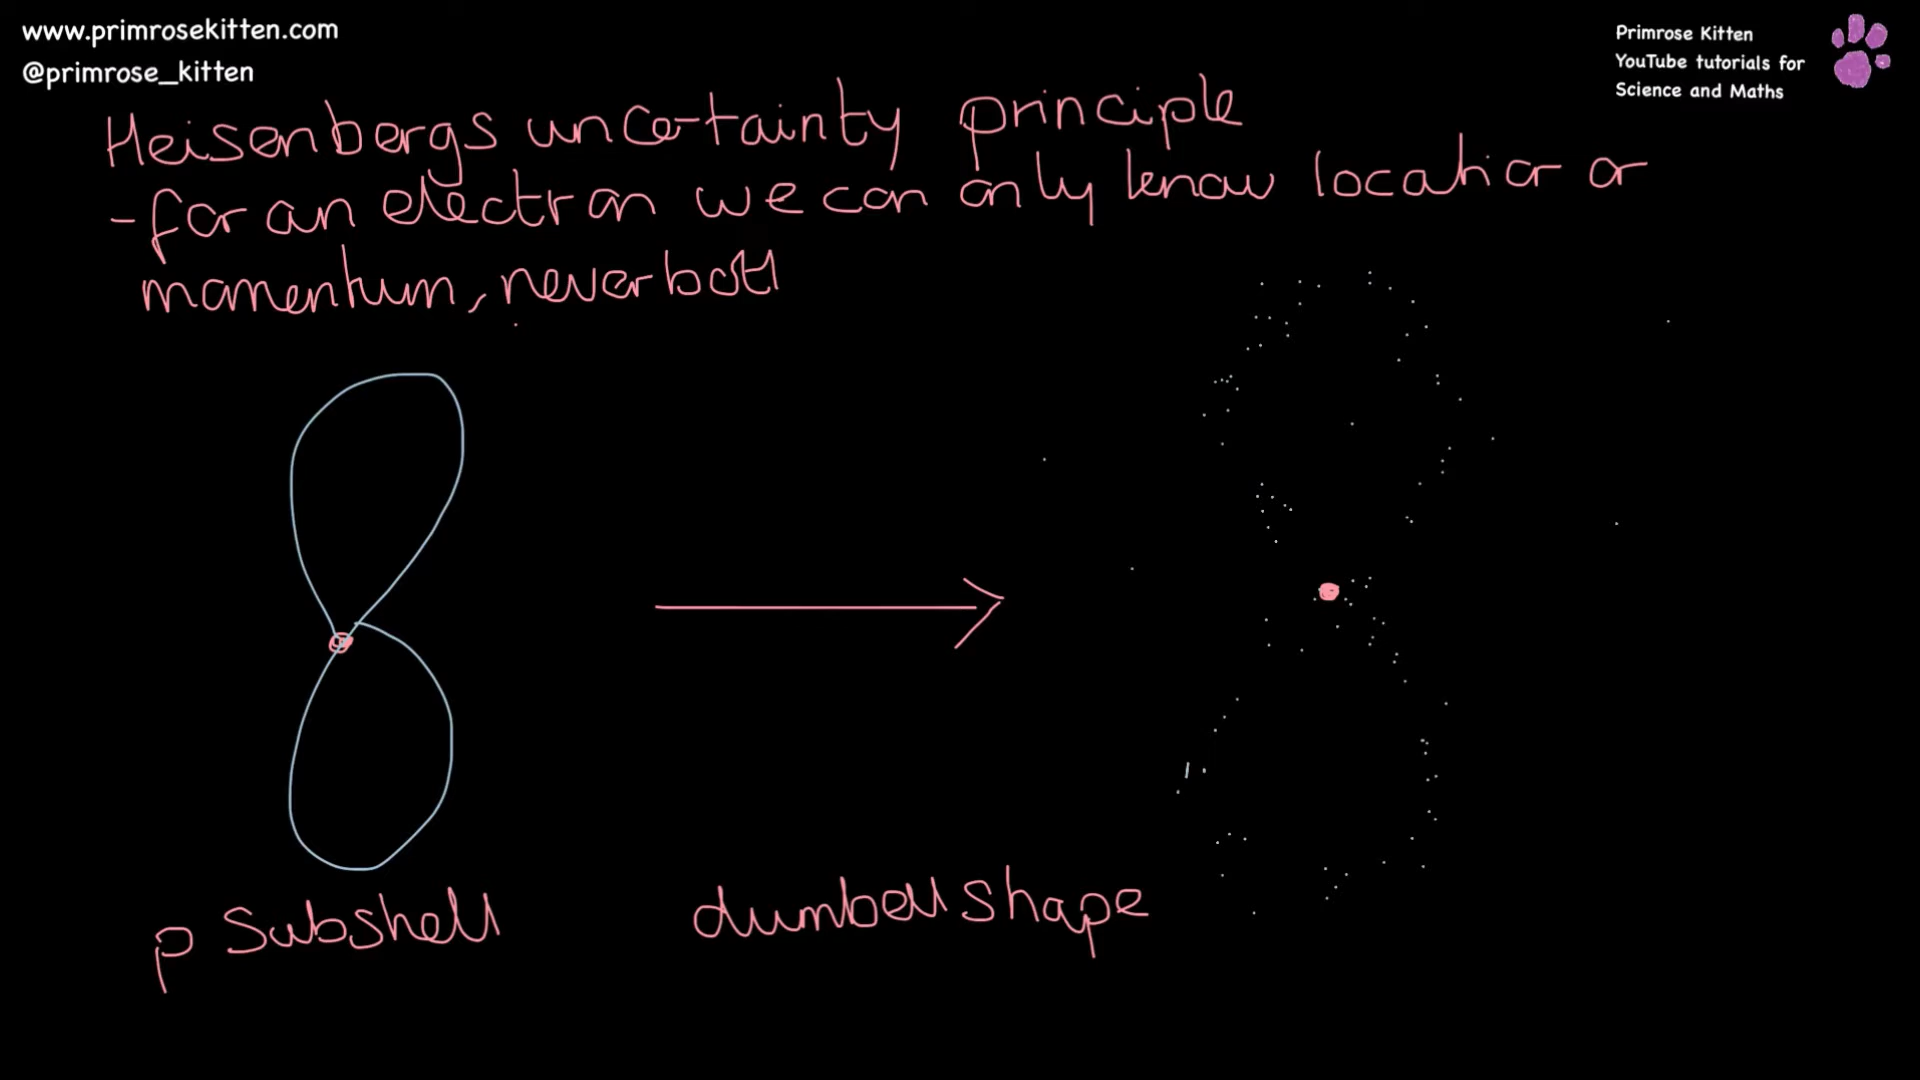 www.primrosekitten.com
@primrose_kitten
Primrose Kitten
YouTube tutorials for
Science and Maths
Heisenbergs uncertainty principle
- for an electron we can only know location or
momentum, never both
p subshell
dumbell shape